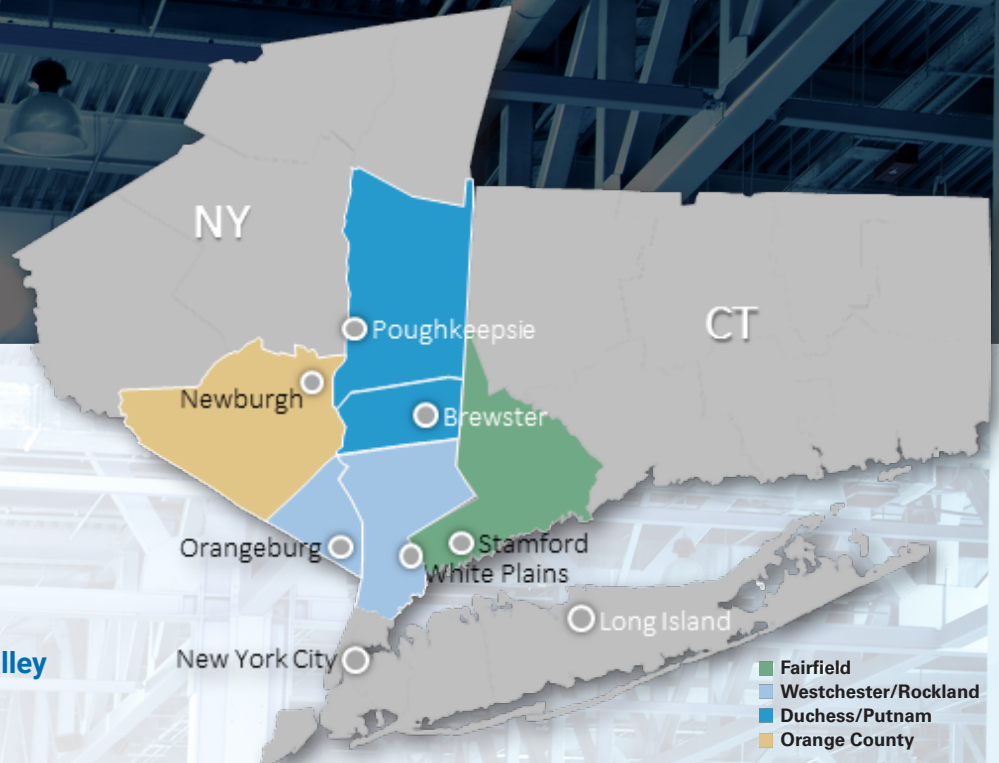 NY
CT
Poughkeepsie
Newburgh
Brewster
Orangeburg
Stamford
White Plains
Long Island
New York City
lley
Fairfield
Westchester/Rockland
Duchess/Putnam
Orange County